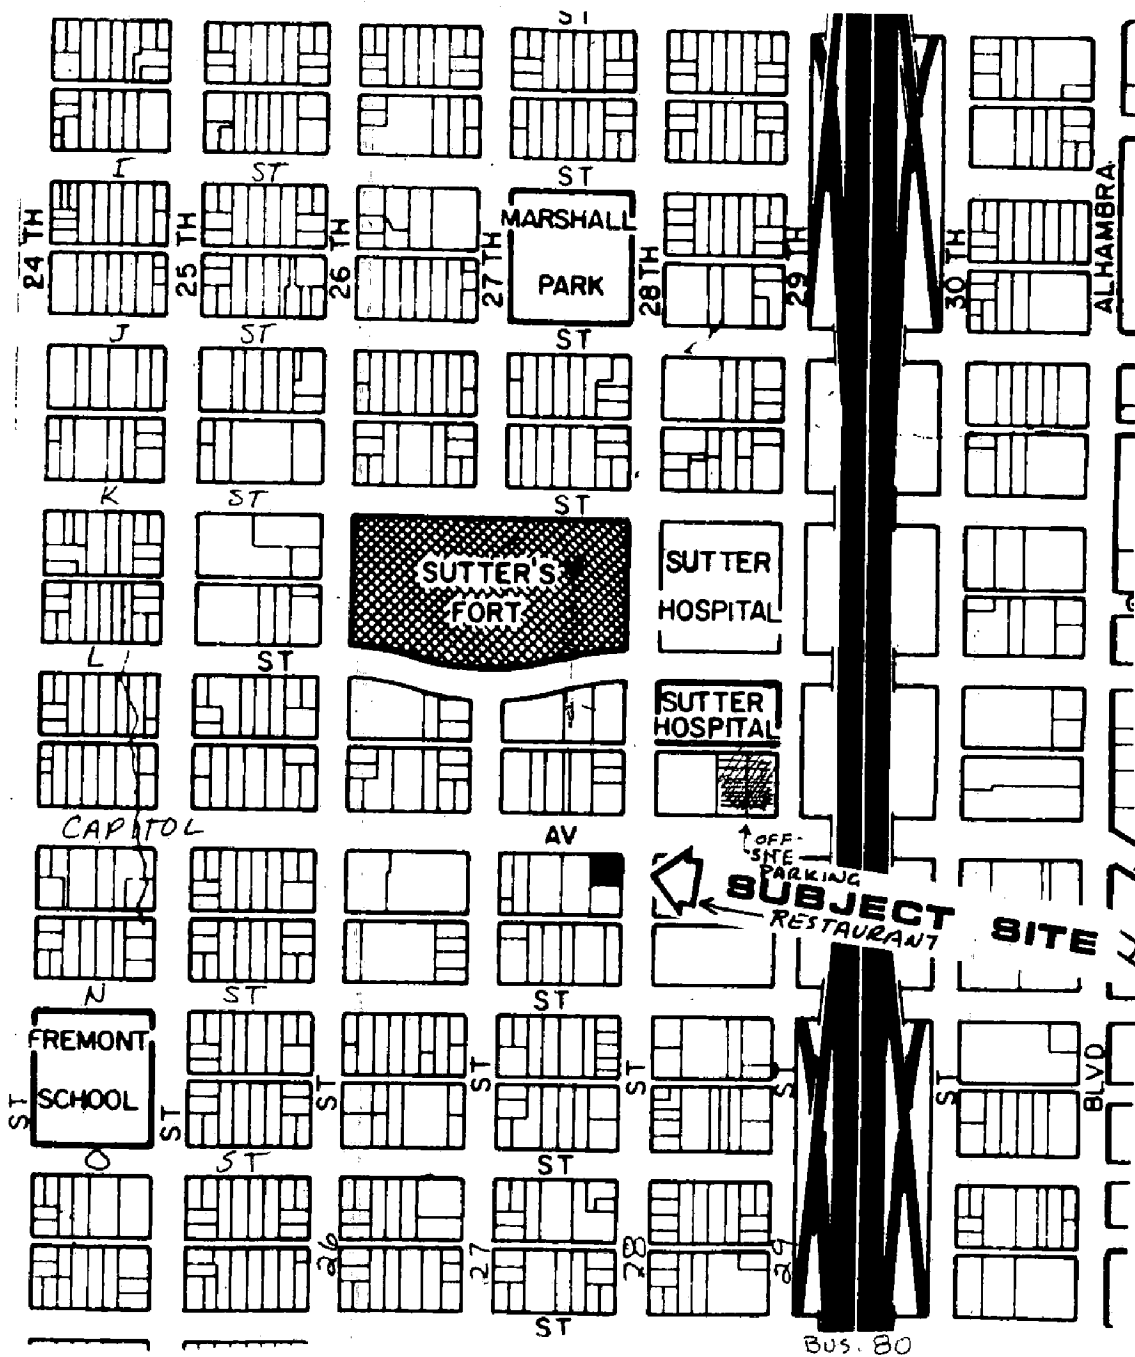 ST
I ST ST
24 TH
25 TH
26 TH
27 TH
MARSHALL
PARK
28 TH
29 TH
30 TH
ALHAMBRA
J ST ST
K ST ST
SUTTER'S
FORT
SUTTER
HOSPITAL
L ST
SUTTER
HOSPITAL
CAPITOL AV
OFF-
SITE
PARKING
SUBJECT SITE
RESTAURANT
N ST ST
FREMONT
SCHOOL
ST
ST
ST
ST
ST
ST
ST
BLVD
O ST ST
26
27
28
29
ST
BUS. 80